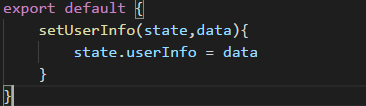 export default {
    setUserInfo(state,data){
        state.userInfo = data
    }
}